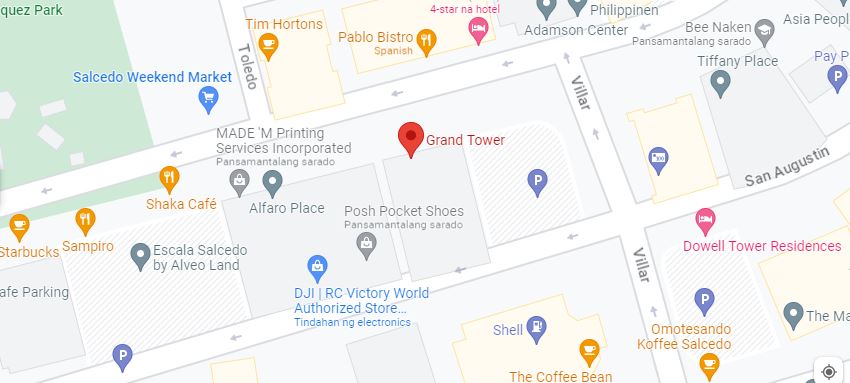 quez Park
Tim Hortons
Toledo
Pablo Bistro
Spanish
4-star na hotel
Philippinen
Adamson Center
Bee Naken
Pansamantalang sarado
Asia Peopl
Tiffany Place
Pay P
Salcedo Weekend Market
Villar
MADE 'M Printing
Services Incorporated
Pansamantalang sarado
Grand Tower
P
San Augustin
Shaka Café
Alfaro Place
Posh Pocket Shoes
Pansamantalang sarado
Starbucks
Sampiro
Escala Salcedo
by Alveo Land
Dowell Tower Residences
Villar
afe Parking
DJI | RC Victory World
Authorized Store...
Tindahan ng electronics
P
The Ma
Shell
Omotesando
Koffee Salcedo
P
The Coffee Bean